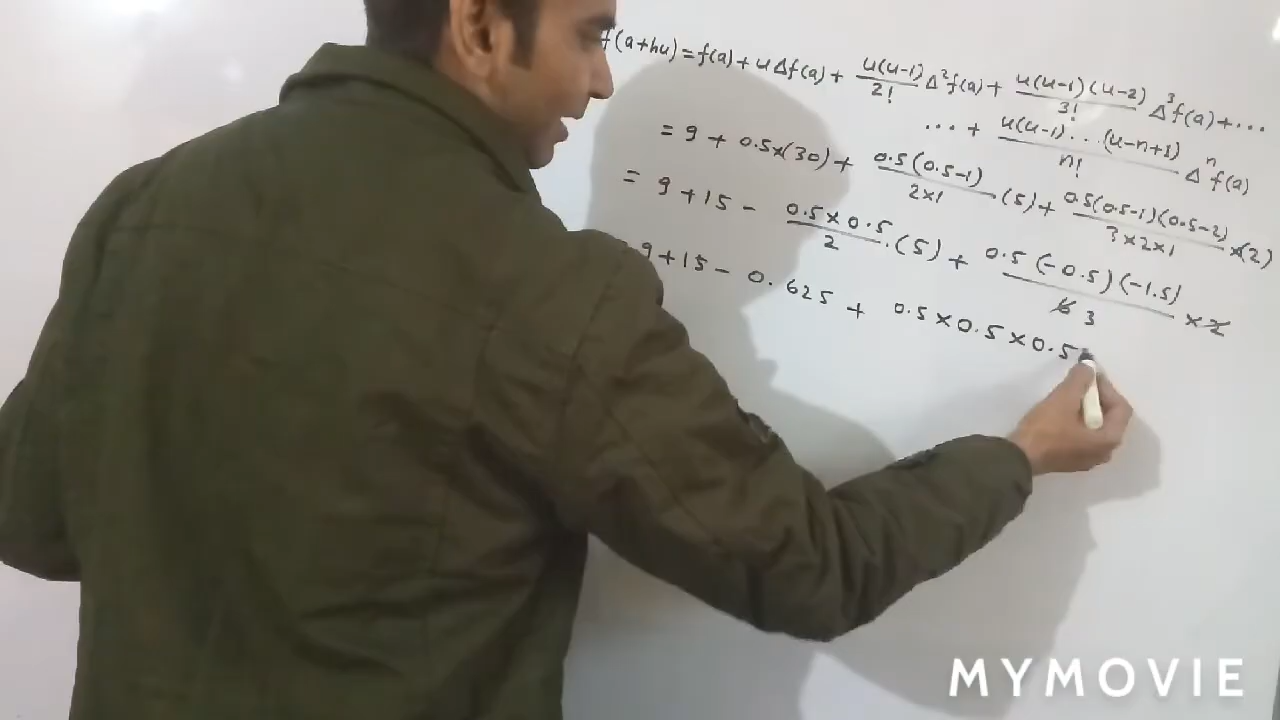 f(a+hu) = f(a) + u Δf(a) + u(u-1)/2! Δ²f(a) + u(u-1)(u-2)/3! Δ³f(a) + ...
... + u(u-1)...(u-n+1)/n! Δⁿf(a)
= 9 + 0.5×(30) + 0.5(0.5-1)/2×1 (5) + 0.5(0.5-1)(0.5-2)/3×2×1 ×(2)
= 9 + 15 - 0.5×0.5/2 .(5) + 0.5(-0.5)(-1.5)/6 3 ×2
9 + 15 - 0.625 + 0.5×0.5×0.5
MYMOVIE